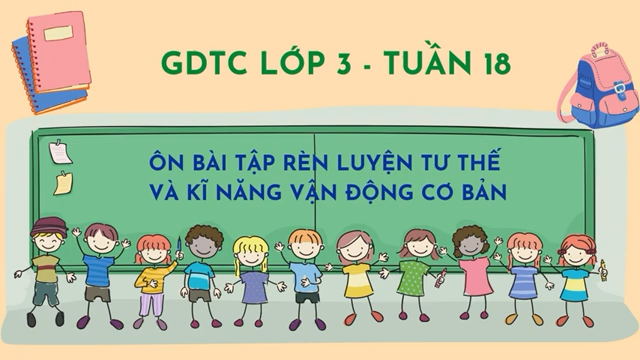 GDTC LỚP 3 - TUẦN 18
ÔN BÀI TẬP RÈN LUYỆN TƯ THẾ
VÀ KĨ NĂNG VẬN ĐỘNG CƠ BẢN